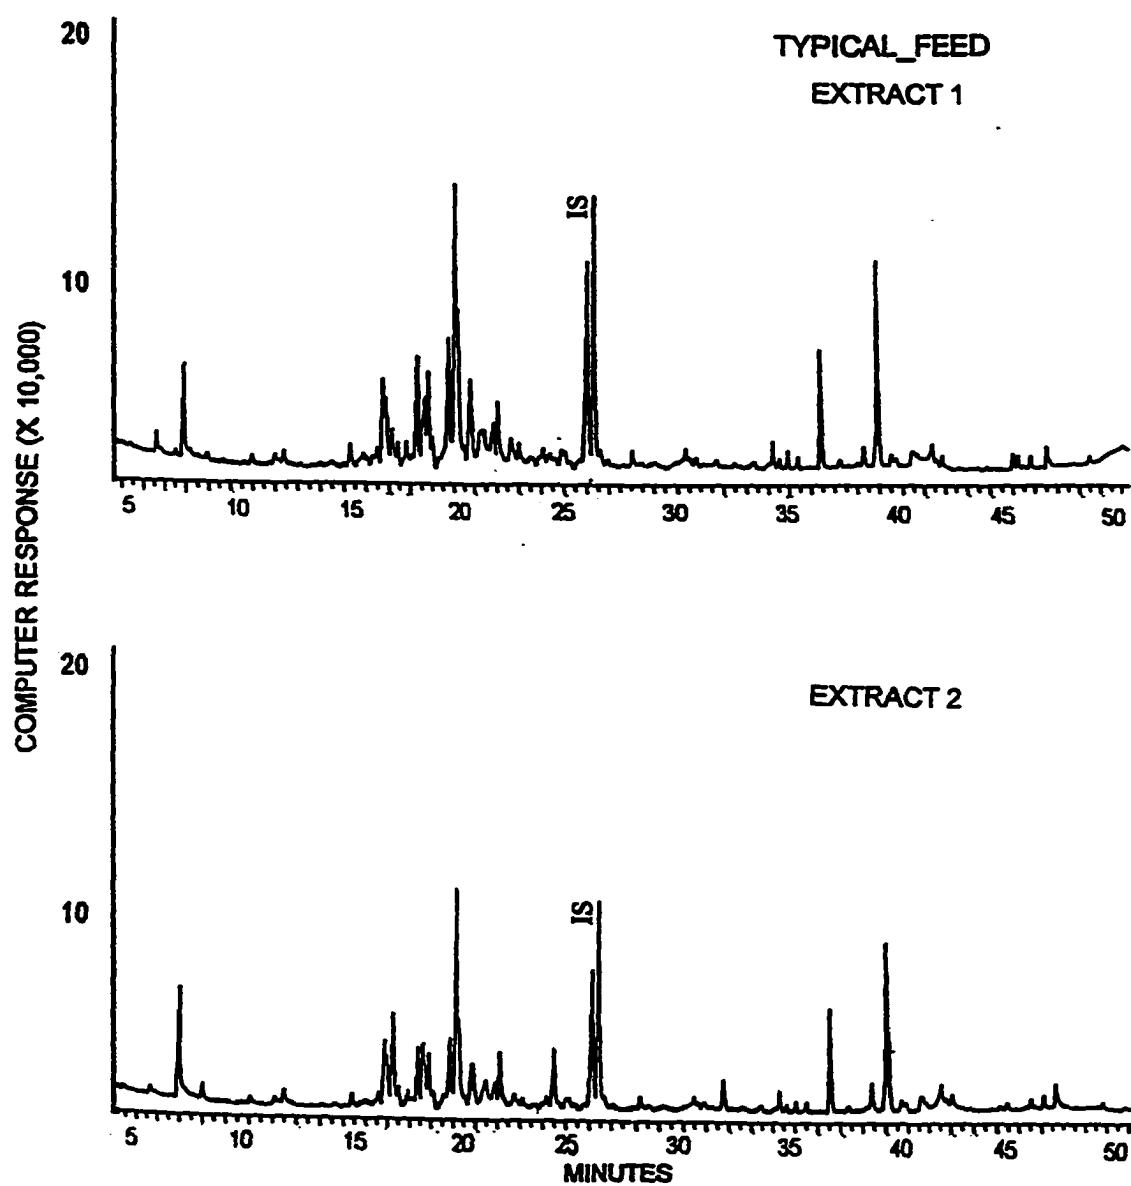 TYPICAL_FEED
EXTRACT 1
20
10
IS
5 10 15 20 25 30 35 40 45 50
COMPUTER RESPONSE (X 10,000)
EXTRACT 2
20
10
IS
5 10 15 20 25 30 35 40 45 50
MINUTES